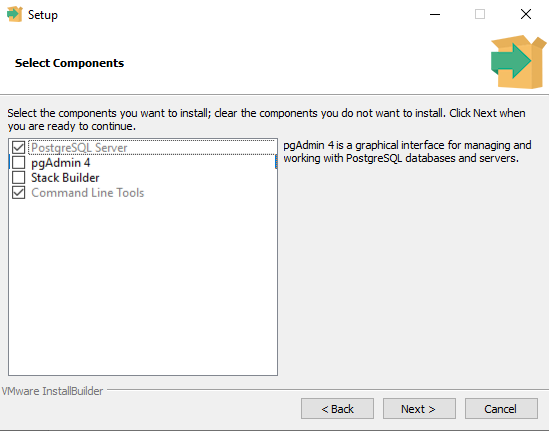 Setup
Select Components
Select the components you want to install; clear the components you do not want to install. Click Next when
you are ready to continue.
PostgreSQL Server
pgAdmin 4
Stack Builder
Command Line Tools
pgAdmin 4 is a graphical interface for managing and
working with PostgreSQL databases and servers.
VMware InstallBuilder
< Back
Next >
Cancel